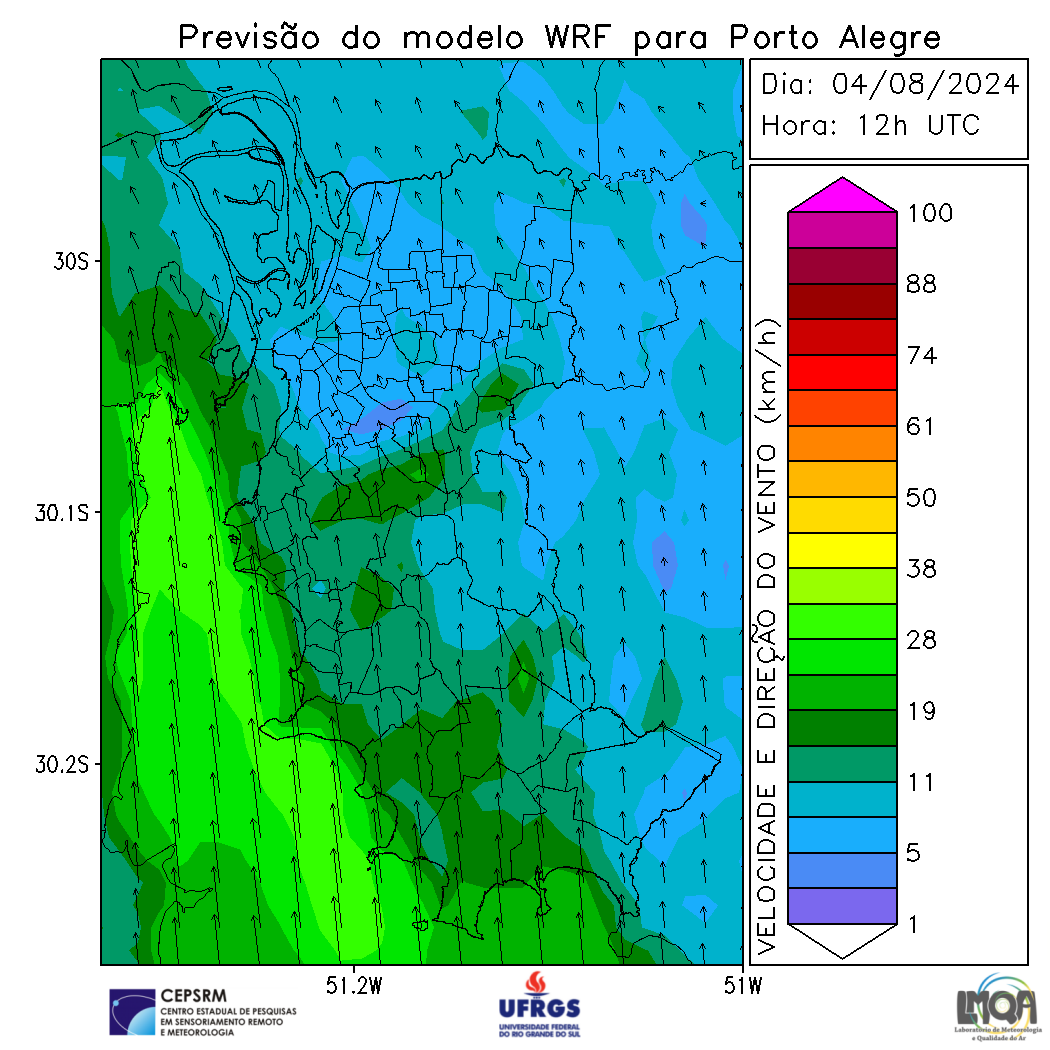 Previsão do modelo WRF para Porto Alegre
Dia: 04/08/2024
Hora: 12h UTC
30S
30.1S
30.2S
51.2W
51W
VELOCIDADE E DIREÇÃO DO VENTO (km/h)
100
88
74
61
50
38
28
19
11
5
1
CEPSRM
CENTRO ESTADUAL DE PESQUISAS
EM SENSORIAMENTO REMOTO
E METEOROLOGIA
UFRGS
UNIVERSIDADE FEDERAL
DO RIO GRANDE DO SUL
LMQA
Laboratório de Meteorologia
e Qualidade do Ar